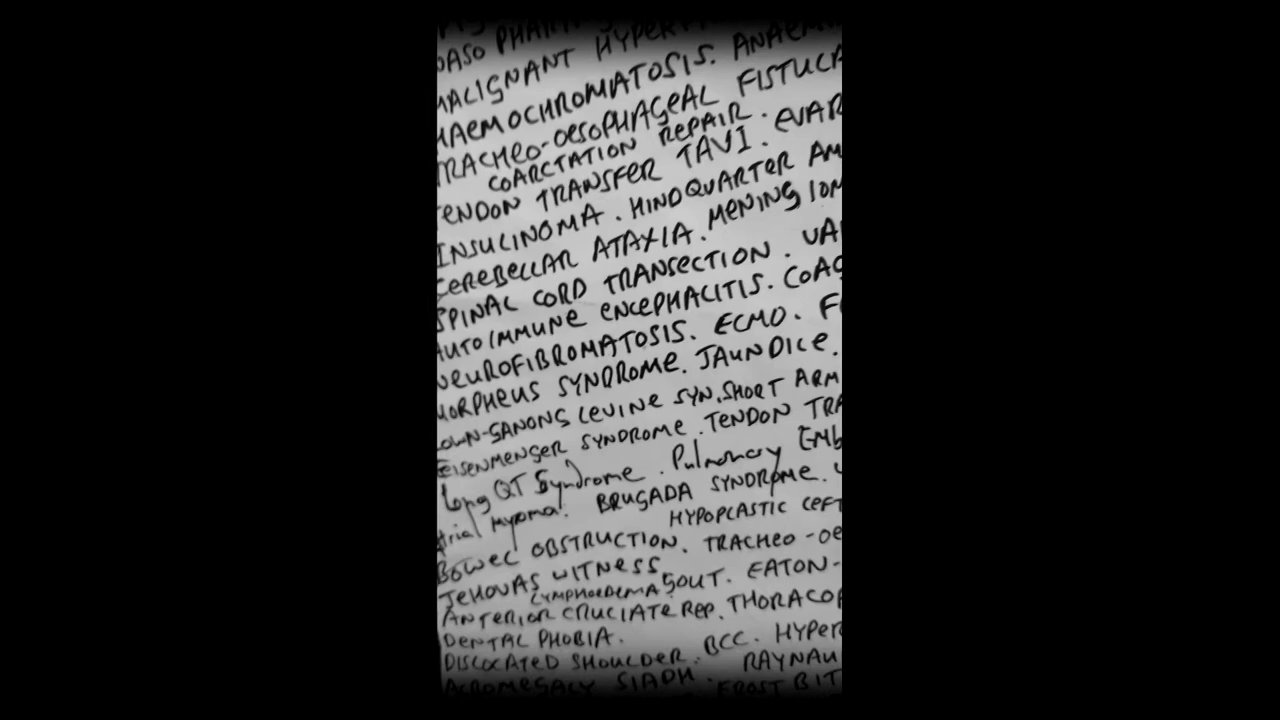 MALIGNANT HYPER
HAEMOCHROMATOSIS. ANAEM
TRACHEO-OESOPHAGEAL FISTULA
COARCTATION REPAIR.
TENDON TRANSFER TAVI. EVAR
INSULINOMA. HINDQUARTER AM
CEREBELLAR ATAXIA. MENINGIOM
SPINAL CORD TRANSECTION. VA
AUTOIMMUNE ENCEPHALITIS. COAG
NEUROFIBROMATOSIS. ECMO. F
MORPHEUS SYNDROME. JAUNDICE.
LOWN-GANONG LEVINE SYN. SHORT ARM
EISENMENGER SYNDROME. TENDON TRA
Long QT Syndrome. Pulmonary Emb
atrial myxoma. BRUGADA SYNDROME.
HYPOPLASTIC LEFT
BOWEL OBSTRUCTION. TRACHEO-OE
JEHOVAS WITNESS
LYMPHOEDEMA GOUT. EATON-
ANTERIOR CRUCIATE REP. THORACO
DENTAL PHOBIA.
DISLOCATED SHOULDER. BCC. HYPER
ACROMEGALY SIADH. RAYNAU
FROST BIT